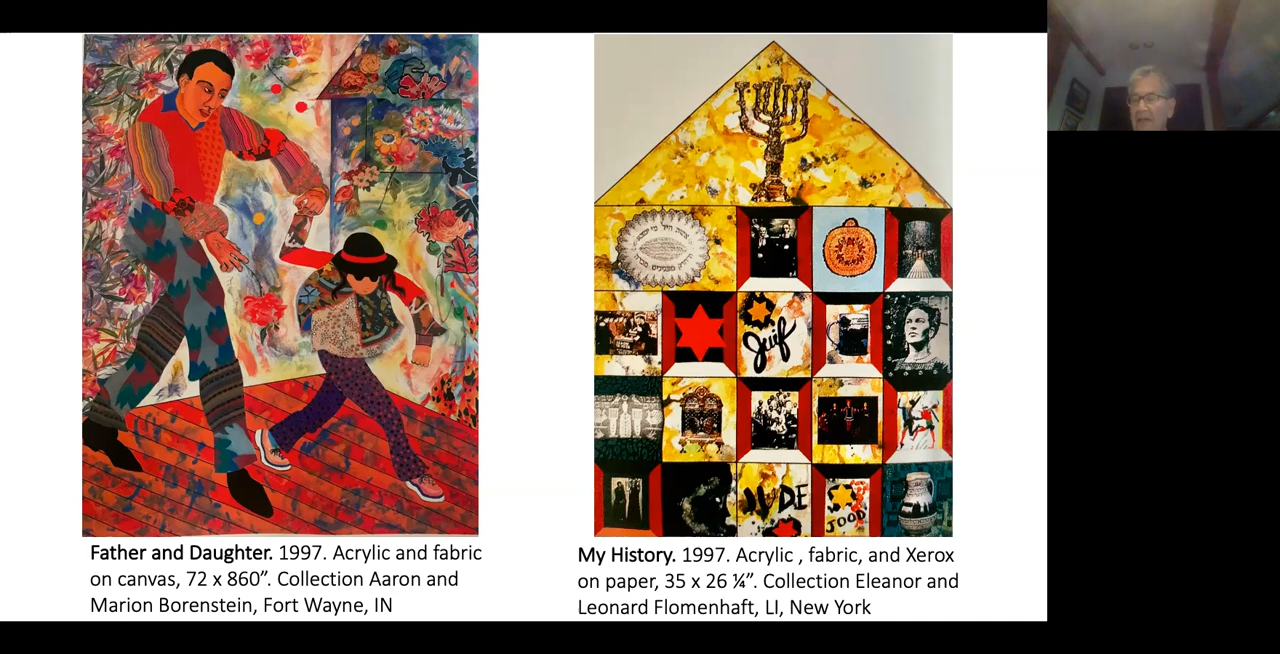 Father and Daughter. 1997. Acrylic and fabric
on canvas, 72 x 860”. Collection Aaron and
Marion Borenstein, Fort Wayne, IN
Juif
JUDE
JOOD
My History. 1997. Acrylic , fabric, and Xerox
on paper, 35 x 26 ¼”. Collection Eleanor and
Leonard Flomenhaft, LI, New York